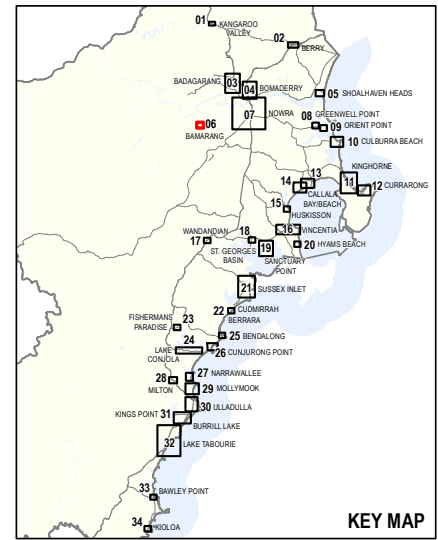 01
KANGAROO
VALLEY
02
BERRY
BADAGARANG
03
04
BOMADERRY
05
SHOALHAVEN HEADS
06
BAMARANG
07
NOWRA
08
GREENWELL POINT
09
ORIENT POINT
10
CULBURRA BEACH
KINGHORNE
11
12
CURRARONG
13
14
CALLALA
BAY/BEACH
15
HUSKISSON
16
VINCENTIA
WANDANDIAN
17
18
ST. GEORGES
BASIN
19
SANCTUARY
POINT
20
HYAMS BEACH
21
SUSSEX INLET
22
CUDMIRRAH
BERRARA
FISHERMANS
PARADISE
23
24
LAKE
CONJOLA
25
BENDALONG
26
CUNJURONG POINT
27
NARRAWALLEE
28
MILTON
29
MOLLYMOOK
30
ULLADULLA
KINGS POINT
31
BURRILL LAKE
32
LAKE TABOURIE
33
BAWLEY POINT
34
KIOLOA
KEY MAP